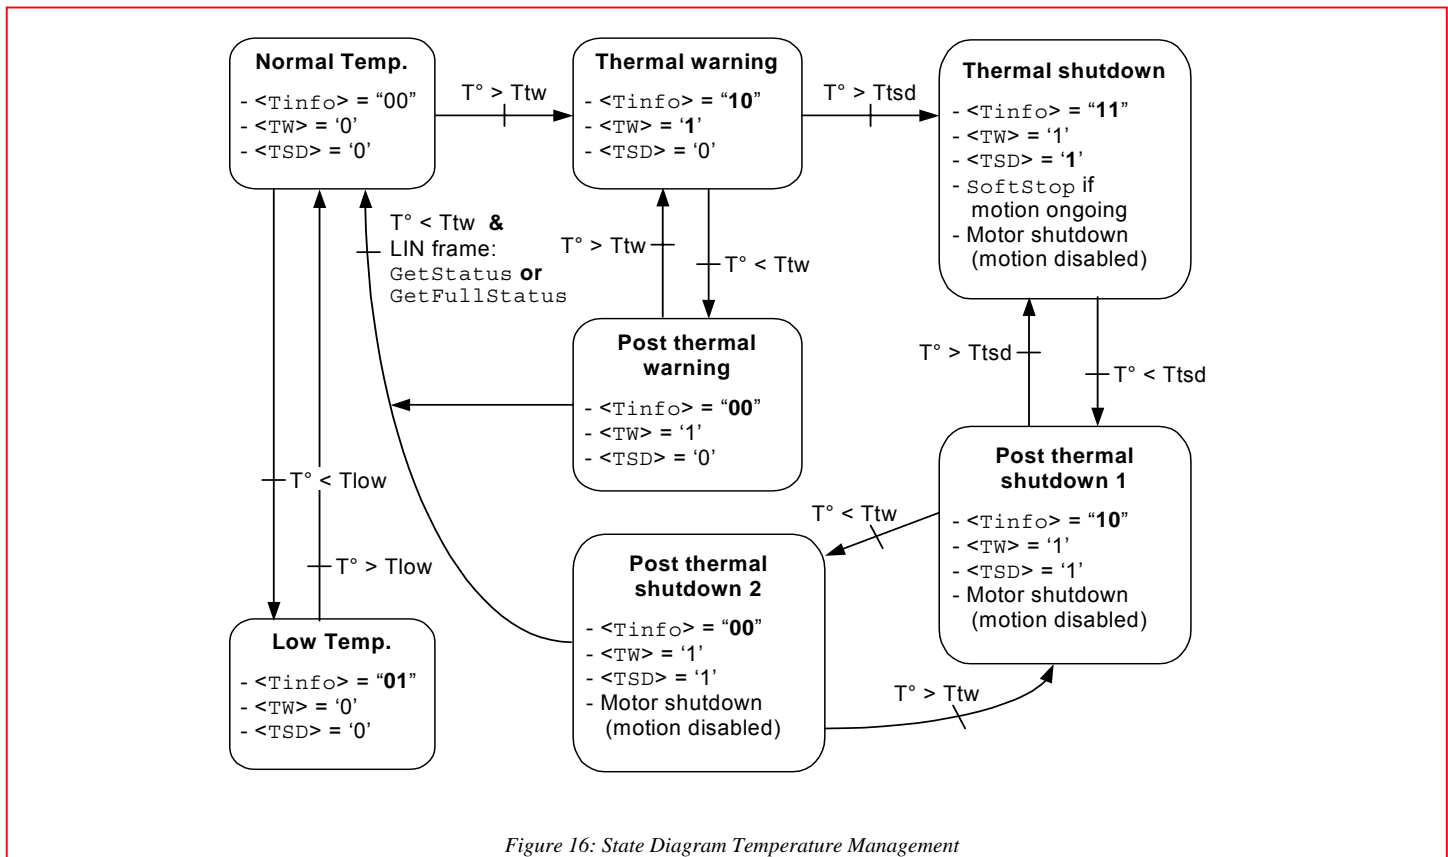 Normal Temp.
- <Tinfo> = “00”
- <TW> = ‘0’
- <TSD> = ‘0’
T° > Ttw
Thermal warning
- <Tinfo> = “10”
- <TW> = ‘1’
- <TSD> = ‘0’
T° > Ttsd
Thermal shutdown
- <Tinfo> = “11”
- <TW> = ‘1’
- <TSD> = ‘1’
- SoftStop if
motion ongoing
- Motor shutdown
(motion disabled)
T° < Ttw &
LIN frame:
GetStatus or
GetFullStatus
T° > Ttw
T° < Ttw
Post thermal
warning
- <Tinfo> = “00”
- <TW> = ‘1’
- <TSD> = ‘0’
T° > Ttsd
T° < Ttsd
Post thermal
shutdown 1
- <Tinfo> = “10”
- <TW> = ‘1’
- <TSD> = ‘1’
- Motor shutdown
(motion disabled)
T° < Tlow
T° > Tlow
T° < Ttw
Post thermal
shutdown 2
- <Tinfo> = “00”
- <TW> = ‘1’
- <TSD> = ‘1’
- Motor shutdown
(motion disabled)
T° > Ttw
Low Temp.
- <Tinfo> = “01”
- <TW> = ‘0’
- <TSD> = ‘0’
Figure 16: State Diagram Temperature Management